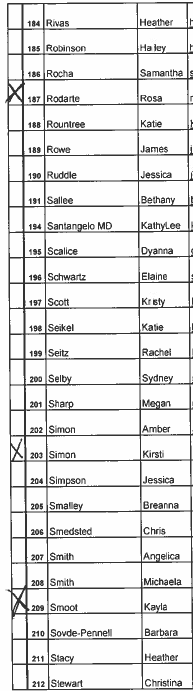 184 Rivas Heather
185 Robinson Hailey
186 Rocha Samantha
X 187 Rodarte Rosa
188 Rountree Katie
189 Rowe James
190 Ruddle Jessica
191 Sallee Bethany
194 Santangelo MD KathyLee
195 Scalice Dyanna
196 Schwartz Elaine
197 Scott Kristy
198 Seikel Katie
199 Seitz Rachel
200 Selby Sydney
201 Sharp Megan
202 Simon Amber
X 203 Simon Kirsti
204 Simpson Jessica
205 Smalley Breanna
206 Smedsted Chris
207 Smith Angelica
208 Smith Michaela
X 209 Smoot Kayla
210 Sovde-Pennell Barbara
211 Stacy Heather
212 Stewart Christina